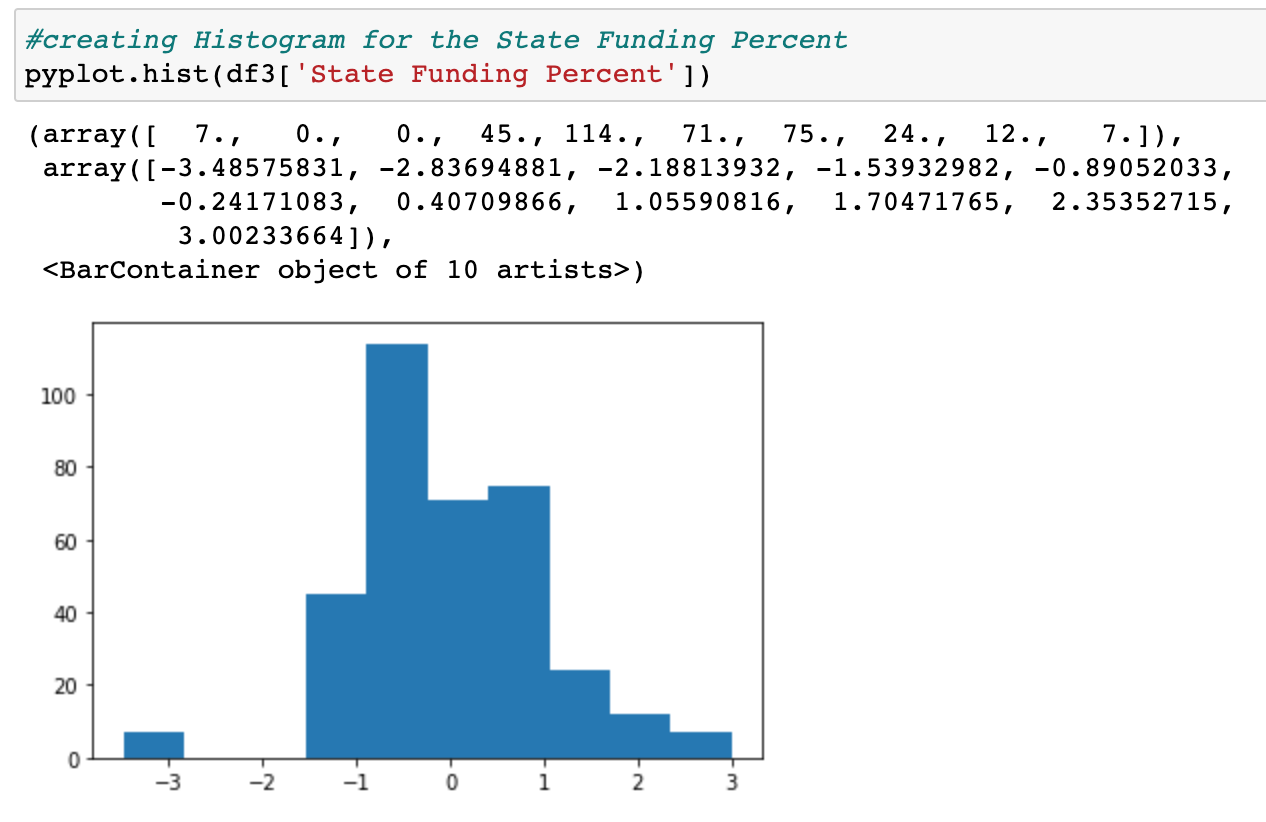 #creating Histogram for the State Funding Percent
pyplot.hist(df3['State Funding Percent'])
(array([  7.,   0.,   0.,  45., 114.,  71.,  75.,  24.,  12.,   7.]),
 array([-3.48575831, -2.83694881, -2.18813932, -1.53932982, -0.89052033,
        -0.24171083,  0.40709866,  1.05590816,  1.70471765,  2.35352715,
         3.00233664]),
 <BarContainer object of 10 artists>)
100
80
60
40
20
0
−3 −2 −1 0 1 2 3